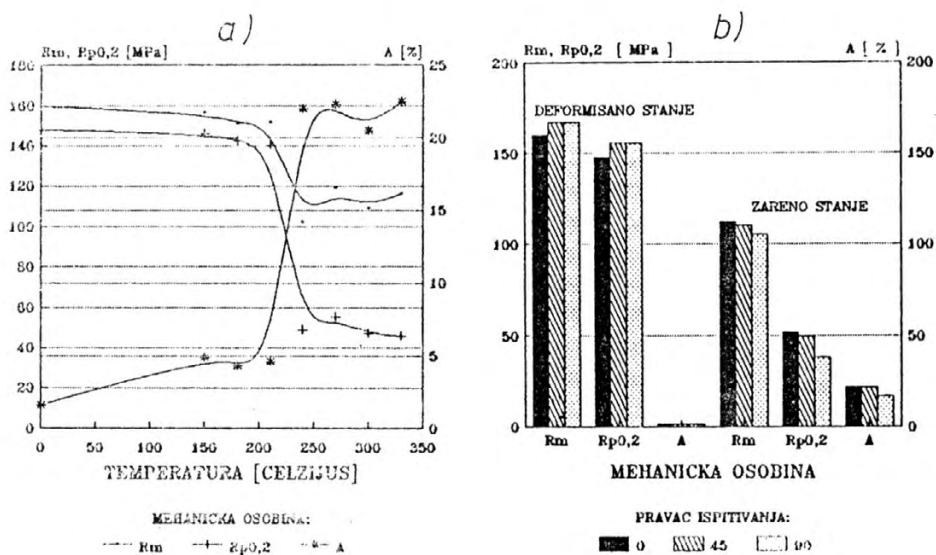 a)
Rm, Rp0,2 [MPa] A [%]
180 25
160
140 20
120
100 15
80 10
60
40 5
20
0 0
0 50 100 150 200 250 300 350
TEMPERATURA [CELZIJUS]
MEHANICKA OSOBINA:
Rm Rp0,2 A
b)
Rm, Rp0,2 [ MPa ] A [ % ]
200 200
DEFORMISANO STANJE
150 150
ZARENO STANJE
100 100
50 50
0 0
Rm Rp0,2 A Rm Rp0,2 A
MEHANICKA OSOBINA
PRAVAC ISPITIVANJA:
0 45 90